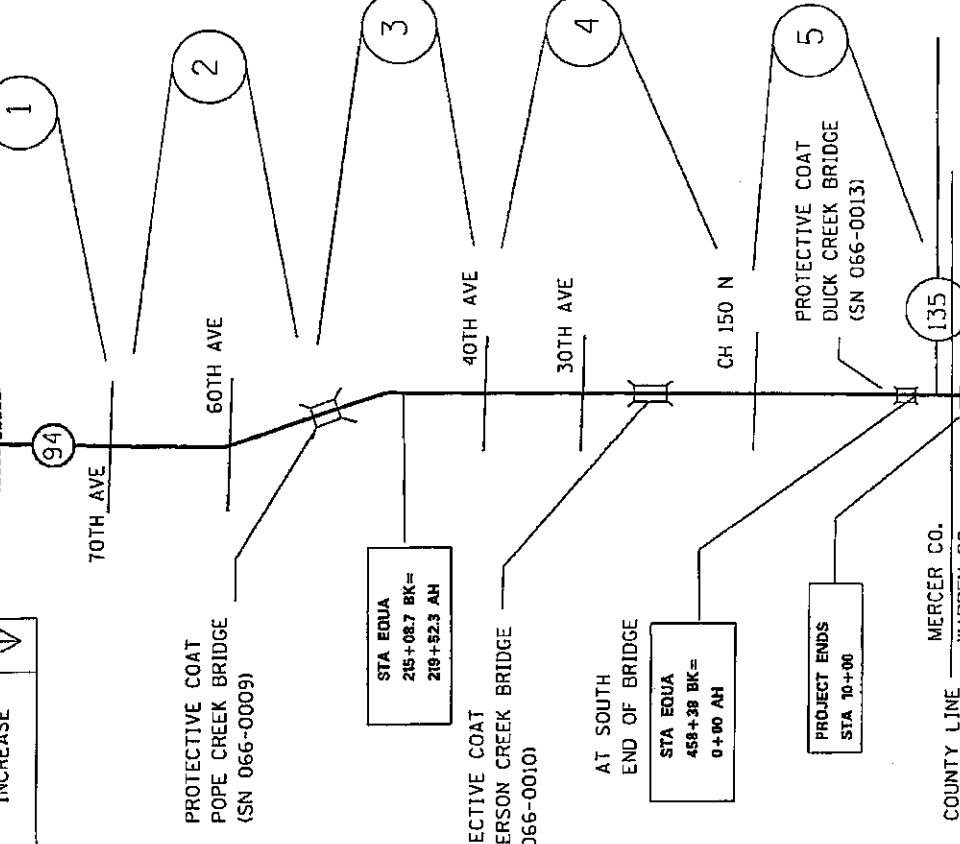 INCREASE
1
2
3
4
5
94
70TH AVE
60TH AVE
PROTECTIVE COAT
POPE CREEK BRIDGE
(SN 066-0009)
STA EQUA
215+08.7 BK=
219+52.3 AH
40TH AVE
30TH AVE
ECTIVE COAT
ERSON CREEK BRIDGE
066-0010)
CH 150 N
PROTECTIVE COAT
DUCK CREEK BRIDGE
(SN 066-0013)
AT SOUTH
END OF BRIDGE
STA EQUA
458+38 BK=
0+00 AH
135
PROJECT ENDS
STA 10+00
MERCER CO.
COUNTY LINE